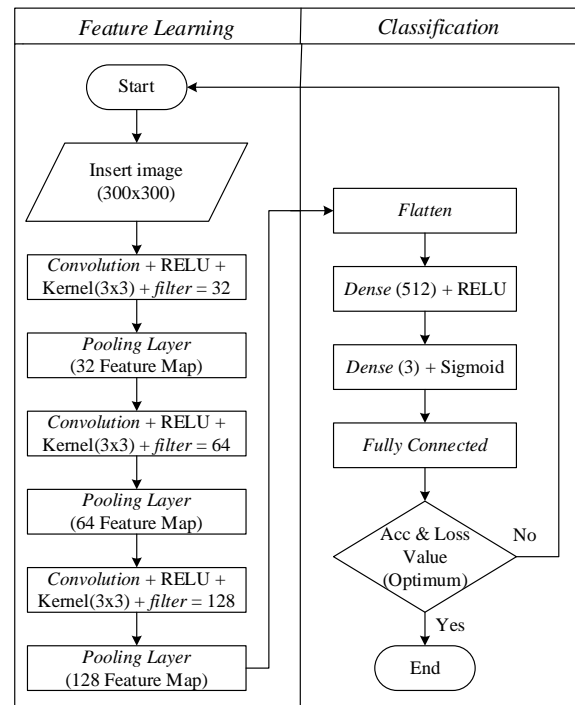 Feature Learning
Classification
Start
Insert image
(300x300)
Convolution + RELU +
Kernel(3x3) + filter = 32
Pooling Layer
(32 Feature Map)
Convolution + RELU +
Kernel(3x3) + filter = 64
Pooling Layer
(64 Feature Map)
Convolution + RELU +
Kernel(3x3) + filter = 128
Pooling Layer
(128 Feature Map)
Flatten
Dense (512) + RELU
Dense (3) + Sigmoid
Fully Connected
Acc & Loss
Value
(Optimum)
No
Yes
End